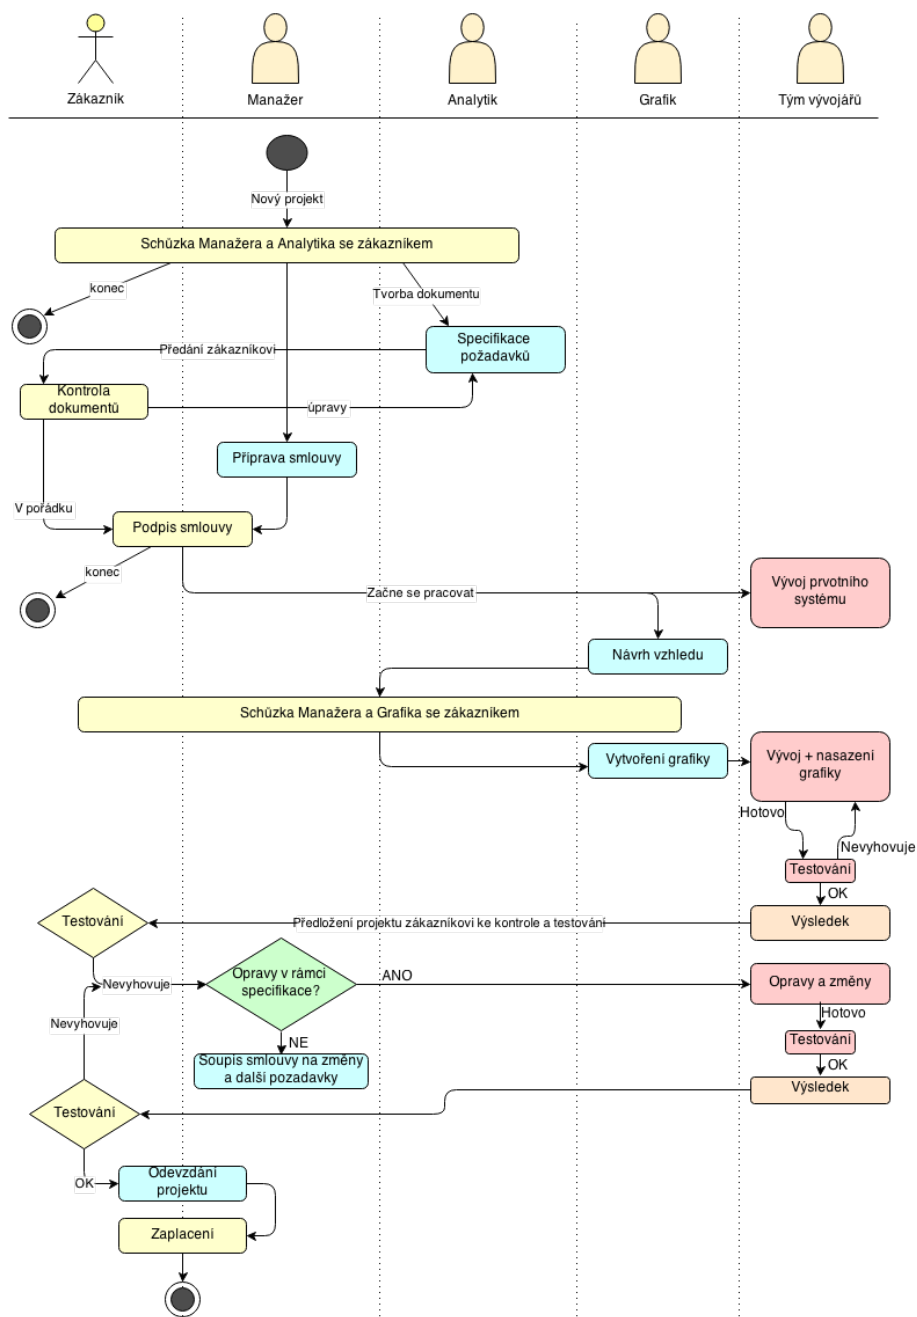 Zákazník
Manažer
Analytik
Grafik
Tým vývojářů
Nový projekt
Schůzka Manažera a Analytika se zákazníkem
konec
Tvorba dokumentu
Specifikace
požadavků
Předání zákazníkovi
Kontrola
dokumentů
úpravy
Připrava smlouvy
V pořádku
Podpis smlouvy
konec
Začne se pracovat
Vývoj prvotního
systému
Návrh vzhledu
Schůzka Manažera a Grafika se zákazníkem
Vytvoření grafiky
Vývoj + nasazení
grafiky
Hotovo
Nevyhovuje
Testování
OK
Testování
Předložení projektu zákazníkovi ke kontrole a testování
Výsledek
Nevyhovuje
Opravy v rámci
specifikace?
ANO
Opravy a změny
Hotovo
Nevyhovuje
NE
Testování
Soupis smlouvy na změny
a další pozadavky
OK
Výsledek
Testování
OK
Odevzdání
projektu
Zaplacení